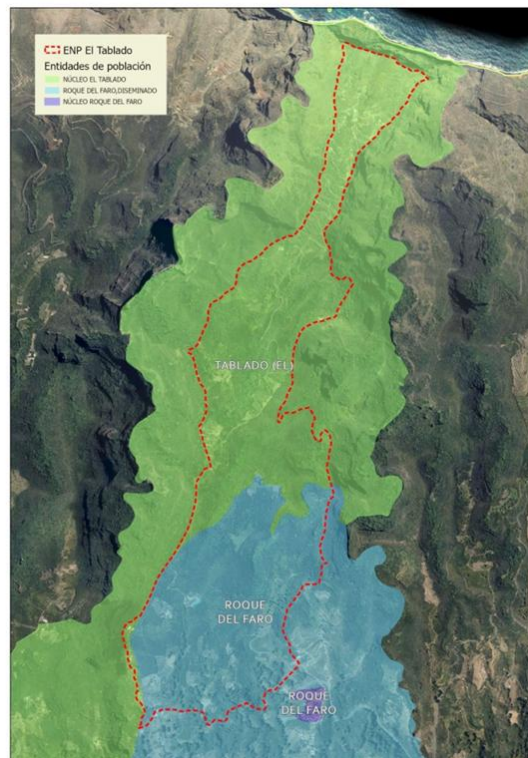 ENP El Tablado
Entidades de población
NÚCLEO EL TABLADO
ROQUE DEL FARO,DISEMINADO
NÚCLEO ROQUE DEL FARO
TABLADO (EL)
ROQUE
DEL FARO
ROQUE
DEL FARO